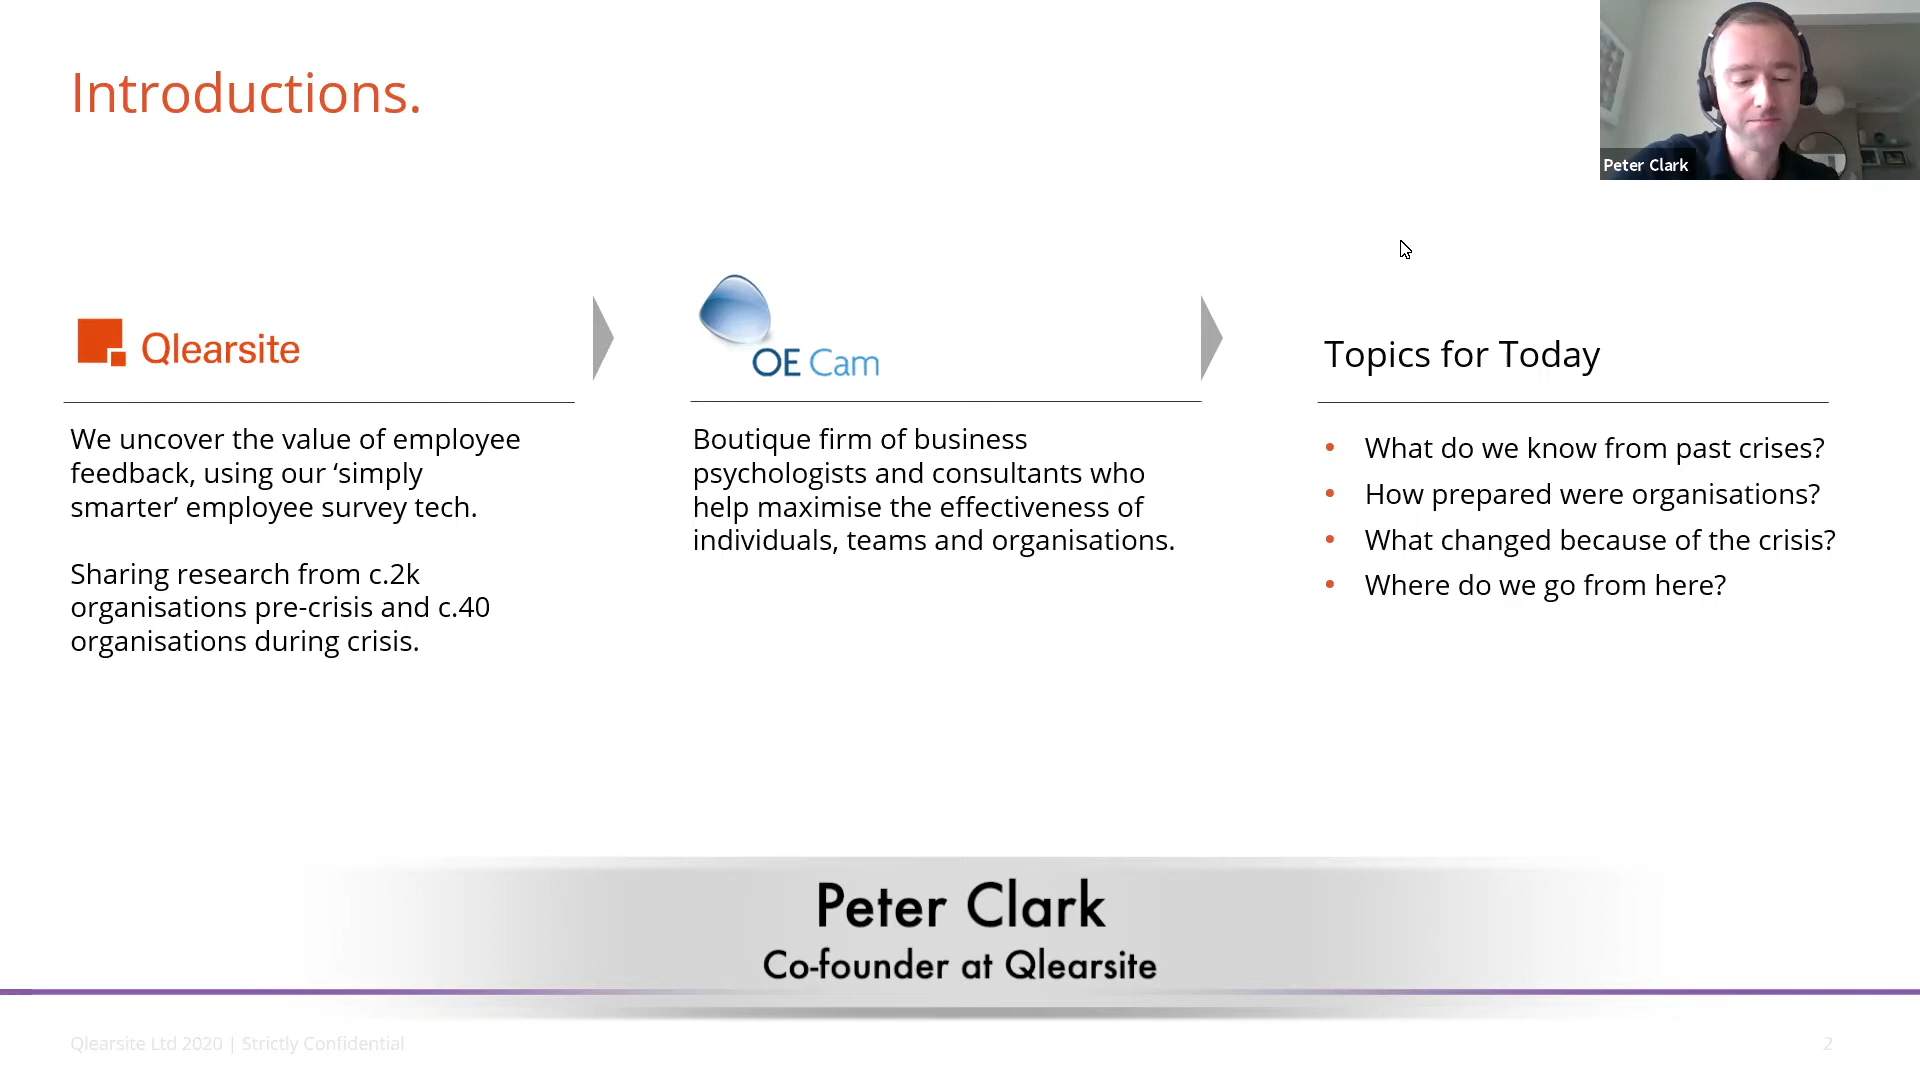 Introductions.
Peter Clark
Qlearsite
We uncover the value of employee
feedback, using our ‘simply
smarter’ employee survey tech.
Sharing research from c.2k
organisations pre-crisis and c.40
organisations during crisis.
OE Cam
Boutique firm of business
psychologists and consultants who
help maximise the effectiveness of
individuals, teams and organisations.
Topics for Today
• What do we know from past crises?
• How prepared were organisations?
• What changed because of the crisis?
• Where do we go from here?
Peter Clark
Co-founder at Qlearsite
Qlearsite Ltd 2020 | Strictly Confidential
2